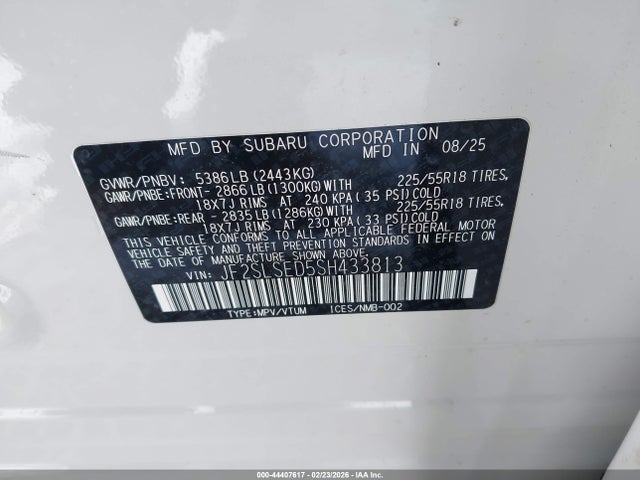 MFD BY SUBARU CORPORATION
MFD IN 08/25
GVWR/PNBV: 5386LB(2443KG)
GAWR/PNBE:FRONT- 2866LB(1300KG)WITH 225/55R18 TIRES,
18X7J RIMS AT 240 KPA(35 PSI)COLD
GAWR/PNBE:REAR - 2835LB(1286KG)WITH 225/55R18 TIRES,
18X7J RIMS AT 230 KPA(33 PSI)COLD
THIS VEHICLE CONFORMS TO ALL APPLICABLE FEDERAL MOTOR
VEHICLE SAFETY AND THEFT PREVENTION STANDARDS IN EFFECT ON THE
DATE OF MANUFACTURE SHOWN ABOVE.
VIN: JF2SLSED5SH433813
TYPE:MPV/VTUM ICES/NMB-002
000-44407617 - 02/23/2026 - IAA Inc.